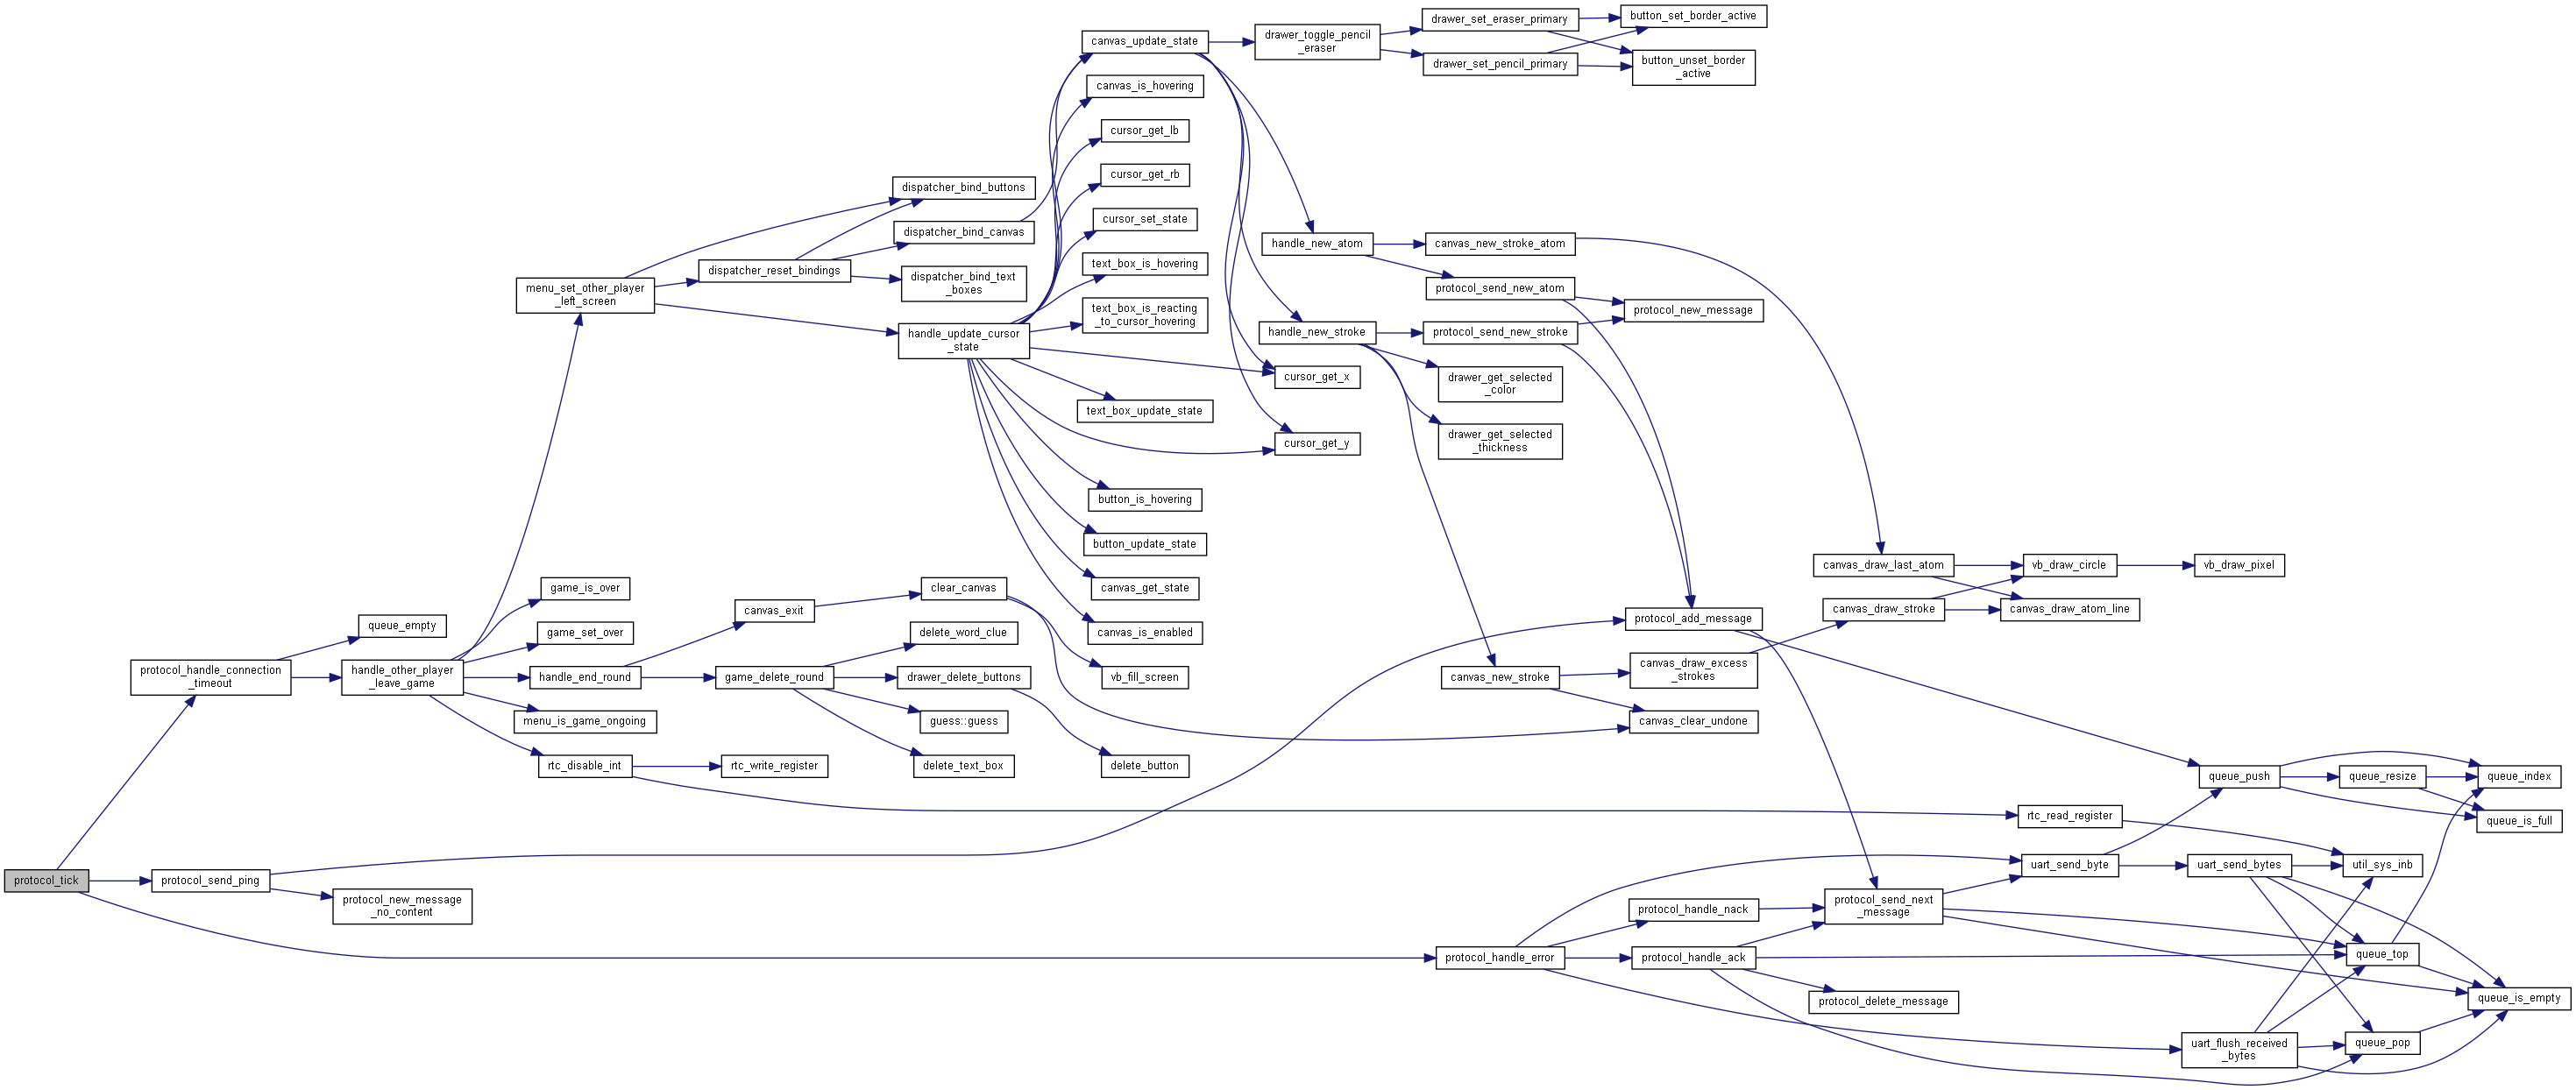 protocol_tick
protocol_handle_connection
_timeout
protocol_send_ping
queue_empty
handle_other_player
_leave_game
protocol_new_message
_no_content
menu_set_other_player
_left_screen
game_is_over
game_set_over
handle_end_round
menu_is_game_ongoing
rtc_disable_int
dispatcher_reset_bindings
canvas_exit
game_delete_round
rtc_write_register
dispatcher_bind_buttons
dispatcher_bind_canvas
dispatcher_bind_text
_boxes
handle_update_cursor
_state
clear_canvas
delete_word_clue
drawer_delete_buttons
guess::guess
delete_text_box
canvas_update_state
canvas_is_hovering
cursor_get_lb
cursor_get_rb
cursor_set_state
text_box_is_hovering
text_box_is_reacting
_to_cursor_hovering
text_box_update_state
button_is_hovering
button_update_state
canvas_get_state
canvas_is_enabled
vb_fill_screen
delete_button
drawer_toggle_pencil
_eraser
handle_new_atom
handle_new_stroke
cursor_get_x
cursor_get_y
drawer_set_eraser_primary
drawer_set_pencil_primary
canvas_new_stroke_atom
protocol_send_new_atom
protocol_send_new_stroke
drawer_get_selected
_color
drawer_get_selected
_thickness
canvas_new_stroke
protocol_handle_error
button_set_border_active
button_unset_border
_active
protocol_new_message
protocol_add_message
canvas_draw_excess
_strokes
canvas_clear_undone
protocol_handle_nack
protocol_handle_ack
canvas_draw_last_atom
canvas_draw_stroke
protocol_send_next
_message
protocol_delete_message
vb_draw_circle
canvas_draw_atom_line
rtc_read_register
uart_send_byte
vb_draw_pixel
queue_push
uart_send_bytes
uart_flush_received
_bytes
queue_resize
util_sys_inb
queue_top
queue_pop
queue_index
queue_is_full
queue_is_empty